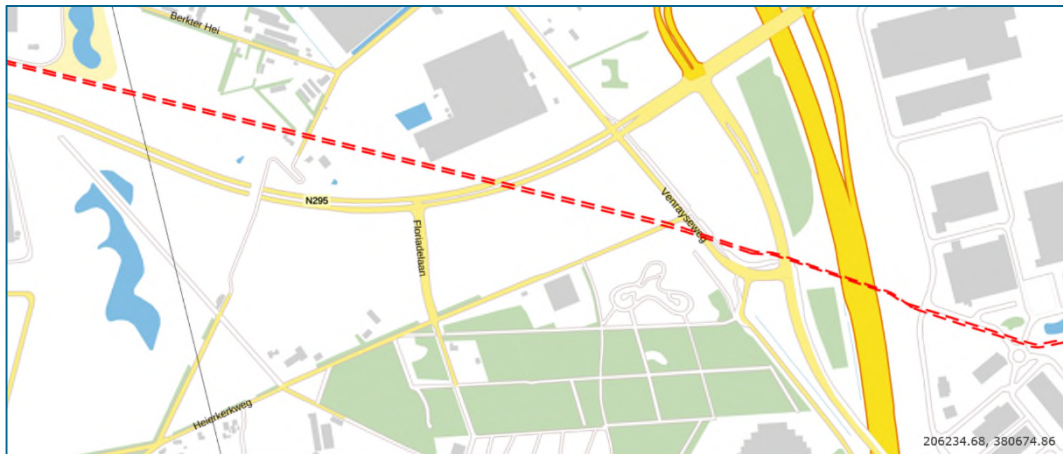 Berkter Hei
N295
Venrayseweg
Floriadelaan
Heierkerkweg
206234.68, 380674.86